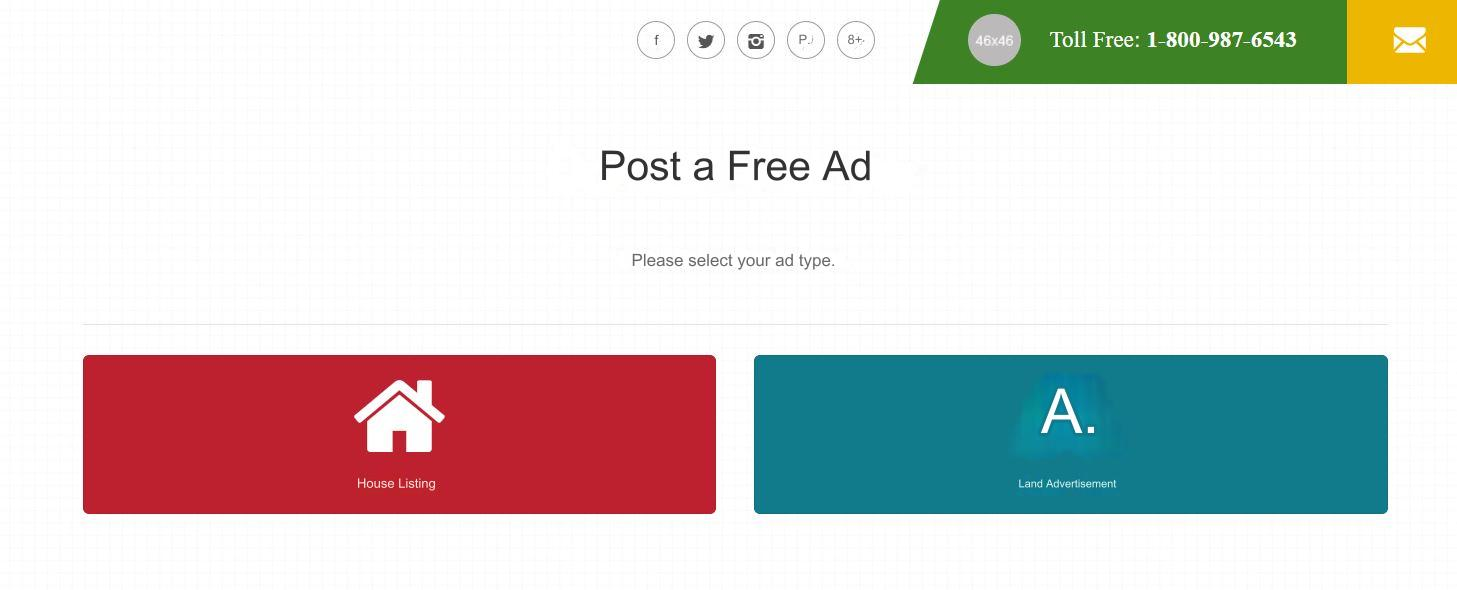 f
P.
8+
46x46
Toll Free: 1-800-987-6543
Post a Free Ad
Please select your ad type.
A.
House Listing
Land Advertisement